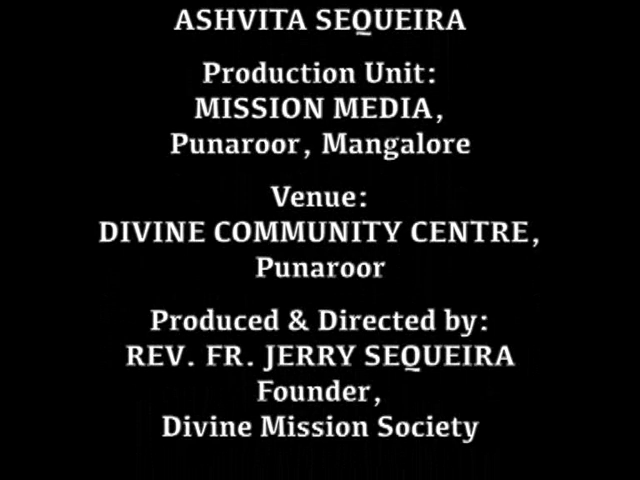 ASHVITA SEQUEIRA
Production Unit:
MISSION MEDIA,
Punaroor, Mangalore
Venue:
DIVINE COMMUNITY CENTRE,
Punaroor
Produced & Directed by:
REV. FR. JERRY SEQUEIRA
Founder,
Divine Mission Society